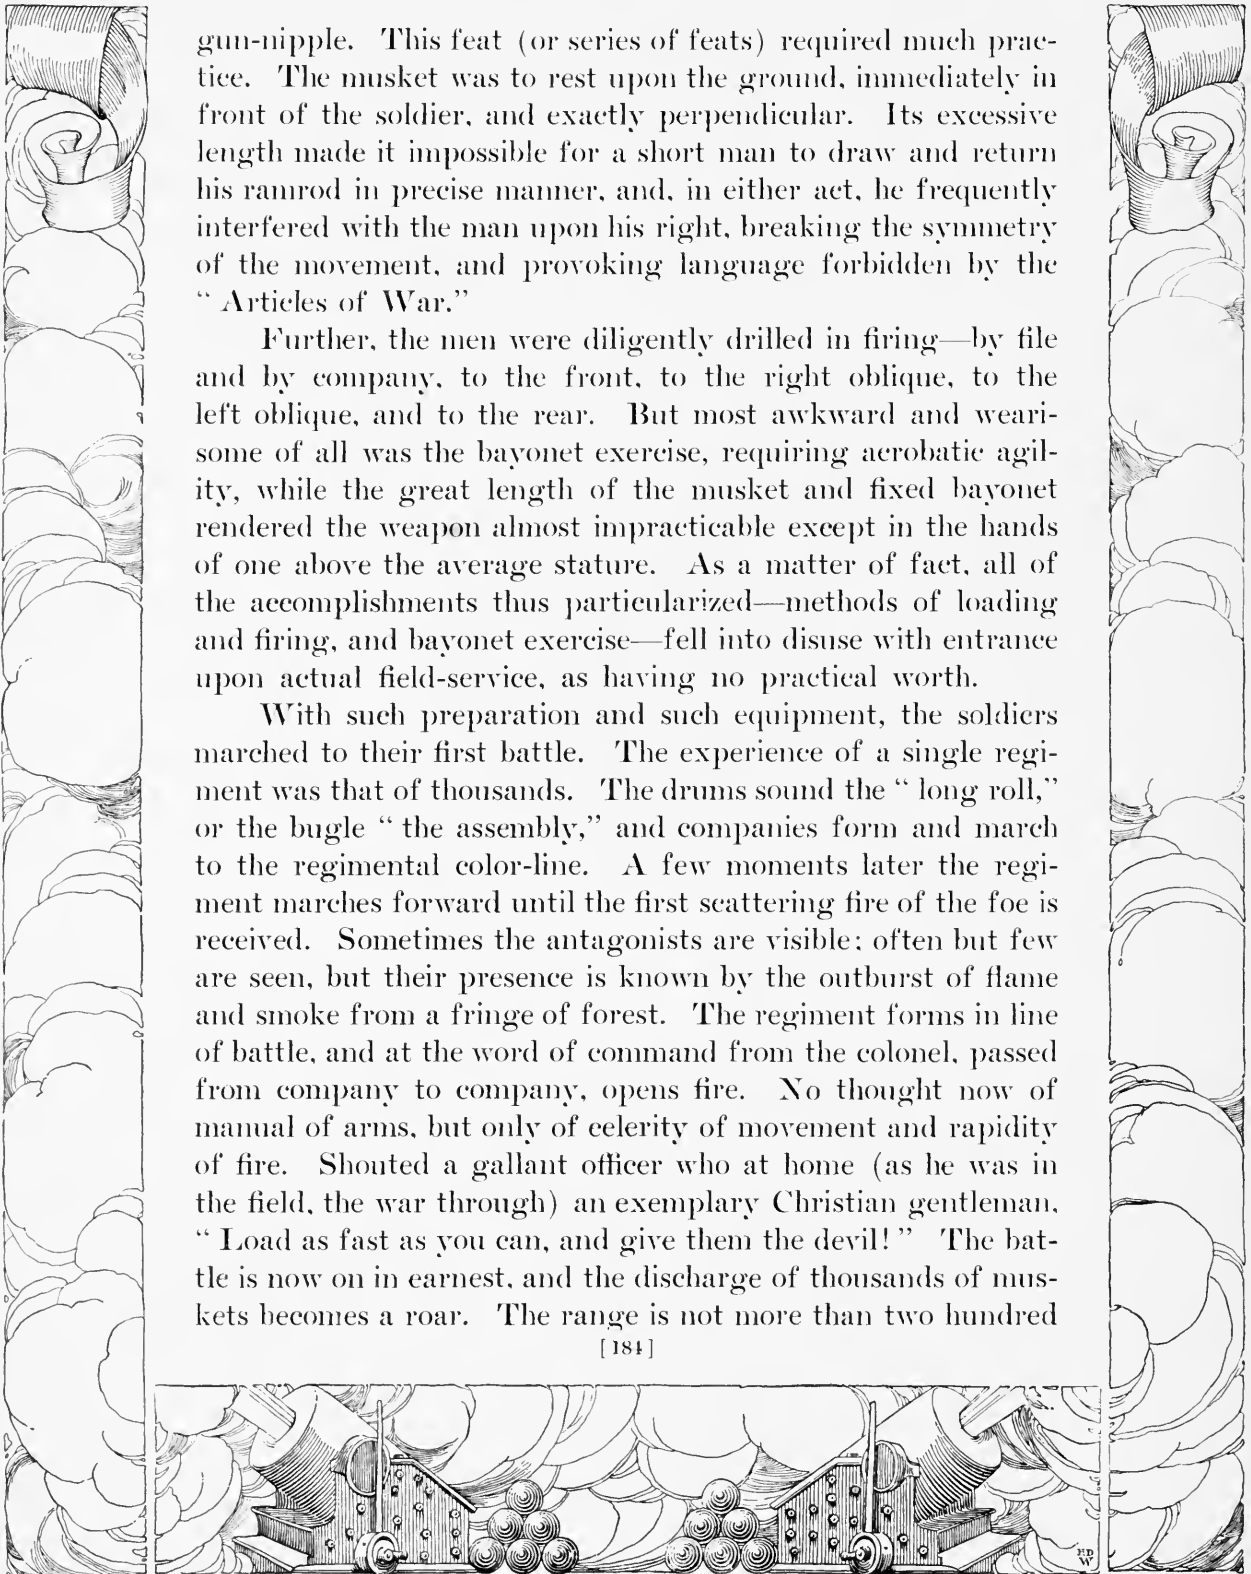 gun-nipple. This feat (or series of feats) required much prac-
tice. The musket was to rest upon the ground, immediately in
front of the soldier, and exactly perpendicular. Its excessive
length made it impossible for a short man to draw and return
his ramrod in precise manner, and, in either act, he frequently
interfered with the man upon his right, breaking the symmetry
of the movement, and provoking language forbidden by the
“ Articles of War.”
Further, the men were diligently drilled in firing—by file
and by company, to the front, to the right oblique, to the
left oblique, and to the rear. But most awkward and weari-
some of all was the bayonet exercise, requiring acrobatic agil-
ity, while the great length of the musket and fixed bayonet
rendered the weapon almost impracticable except in the hands
of one above the average stature. As a matter of fact, all of
the accomplishments thus particularized—methods of loading
and firing, and bayonet exercise—fell into disuse with entrance
upon actual field-service, as having no practical worth.
With such preparation and such equipment, the soldiers
marched to their first battle. The experience of a single regi-
ment was that of thousands. The drums sound the “ long roll,”
or the bugle “ the assembly,” and companies form and march
to the regimental color-line. A few moments later the regi-
ment marches forward until the first scattering fire of the foe is
received. Sometimes the antagonists are visible; often but few
are seen, but their presence is known by the outburst of flame
and smoke from a fringe of forest. The regiment forms in line
of battle, and at the word of command from the colonel, passed
from company to company, opens fire. No thought now of
manual of arms, but only of celerity of movement and rapidity
of fire. Shouted a gallant officer who at home (as he was in
the field, the war through) an exemplary Christian gentleman,
“ Load as fast as you can, and give them the devil! ” The bat-
tle is now on in earnest, and the discharge of thousands of mus-
kets becomes a roar. The range is not more than two hundred
[184]
HD
W